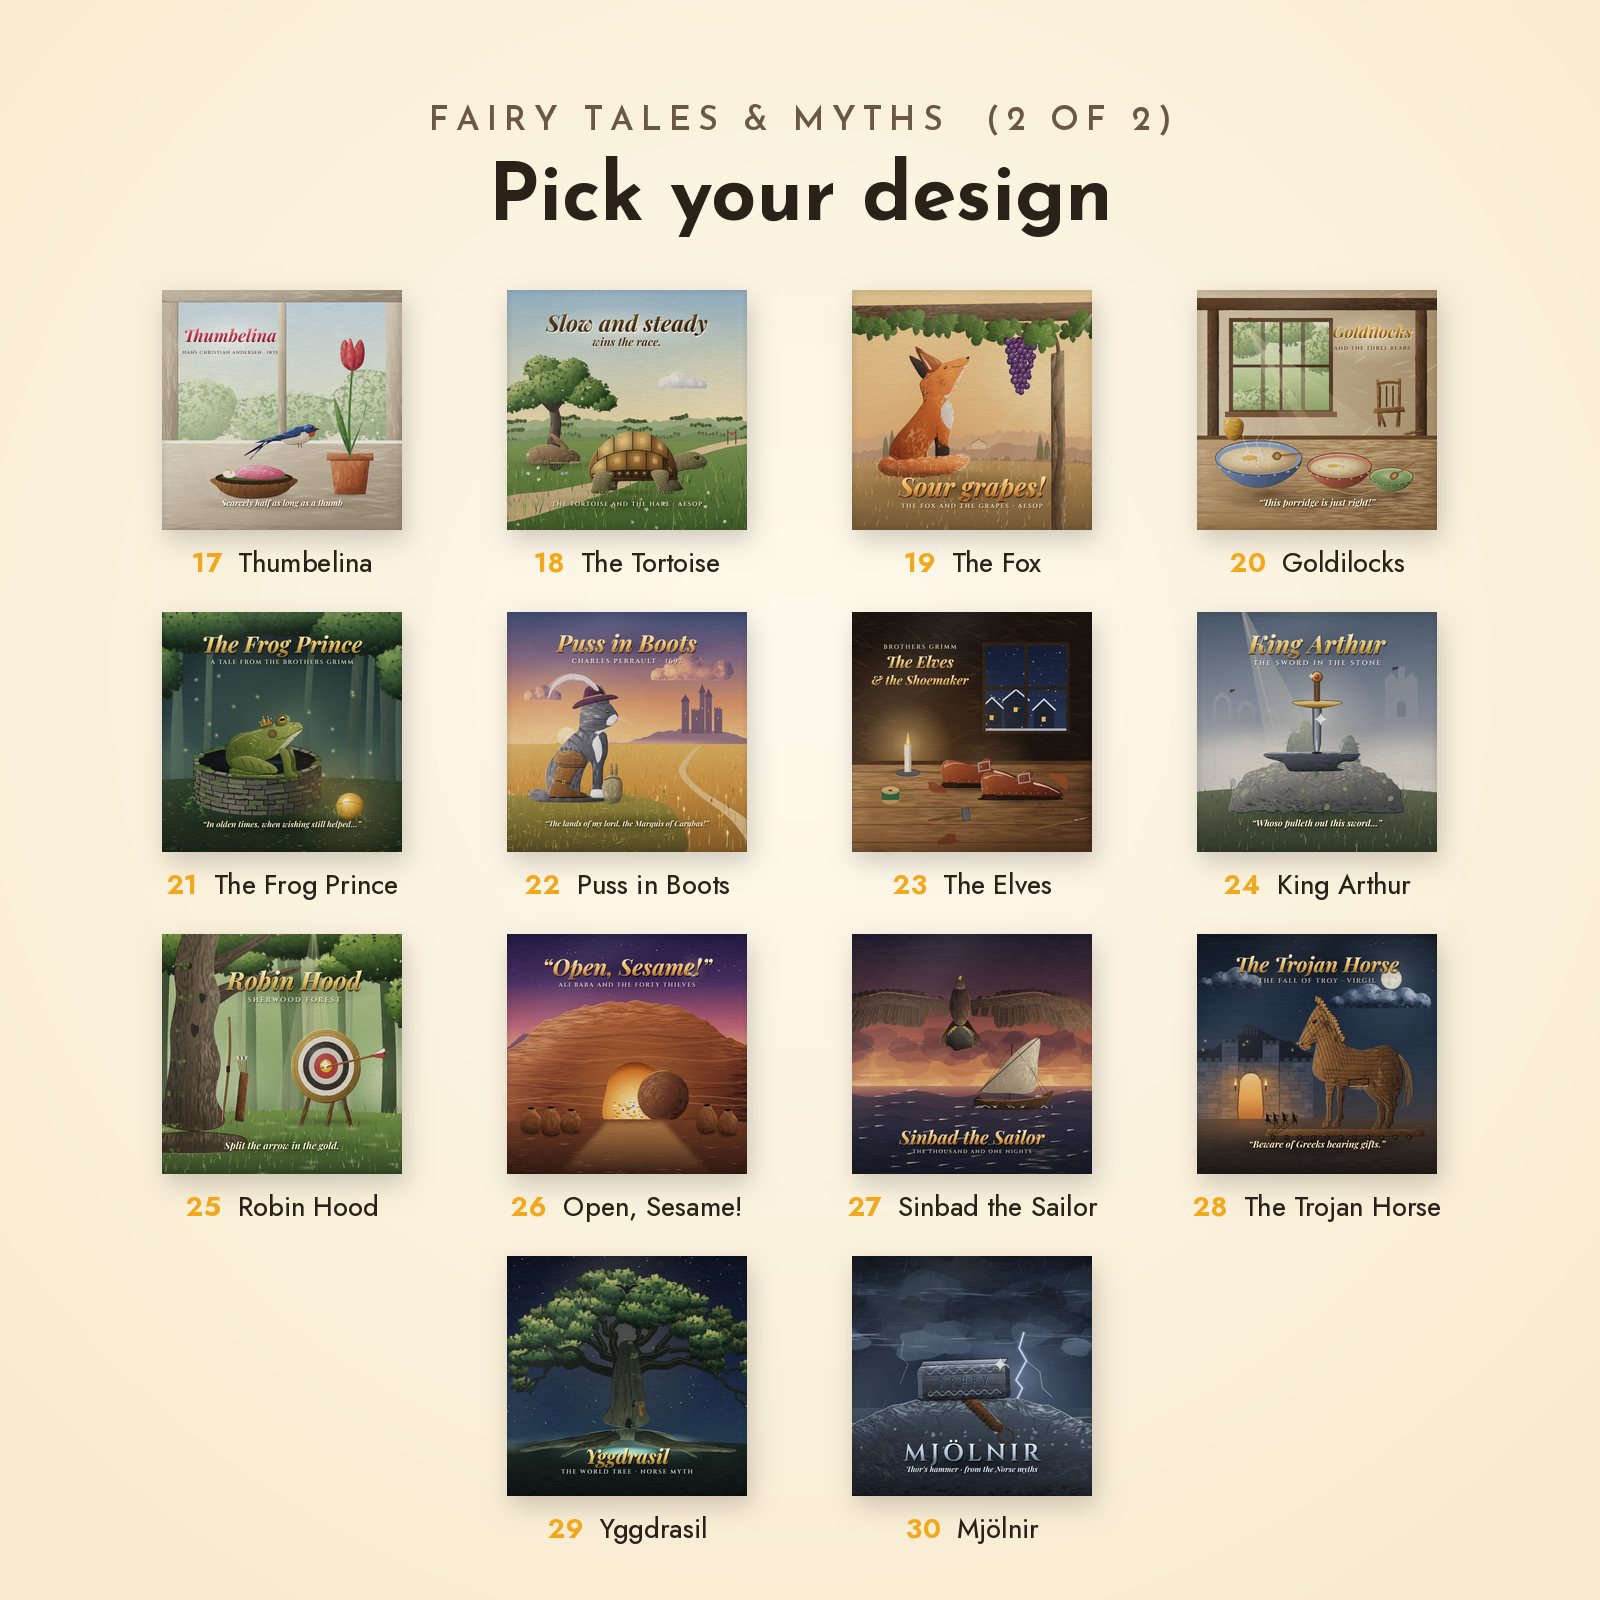 FAIRY TALES & MYTHS (2 OF 2)
Pick your design
Thumbelina
HANS CHRISTIAN ANDERSEN · 1835
Scarcely half as long as a thumb
17 Thumbelina
Slow and steady
wins the race.
THE TORTOISE AND THE HARE · AESOP
18 The Tortoise
Sour grapes!
THE FOX AND THE GRAPES · AESOP
19 The Fox
Goldilocks
AND THE THREE BEARS
“This porridge is just right!”
20 Goldilocks
The Frog Prince
A TALE FROM THE BROTHERS GRIMM
“In olden times, when wishing still helped...”
21 The Frog Prince
Puss in Boots
CHARLES PERRAULT · 1697
“The lands of my lord, the Marquis of Carabas!”
22 Puss in Boots
BROTHERS GRIMM
The Elves
& the Shoemaker
23 The Elves
King Arthur
THE SWORD IN THE STONE
“Whoso pulleth out this sword...”
24 King Arthur
Robin Hood
SHERWOOD FOREST
Split the arrow in the gold.
25 Robin Hood
“Open, Sesame!”
ALI BABA AND THE FORTY THIEVES
26 Open, Sesame!
Sinbad the Sailor
THE THOUSAND AND ONE NIGHTS
27 Sinbad the Sailor
The Trojan Horse
THE FALL OF TROY · VIRGIL
“Beware of Greeks bearing gifts.”
28 The Trojan Horse
Yggdrasil
THE WORLD TREE · NORSE MYTH
29 Yggdrasil
MJÖLNIR
Thor's hammer · from the Norse myths
30 Mjölnir